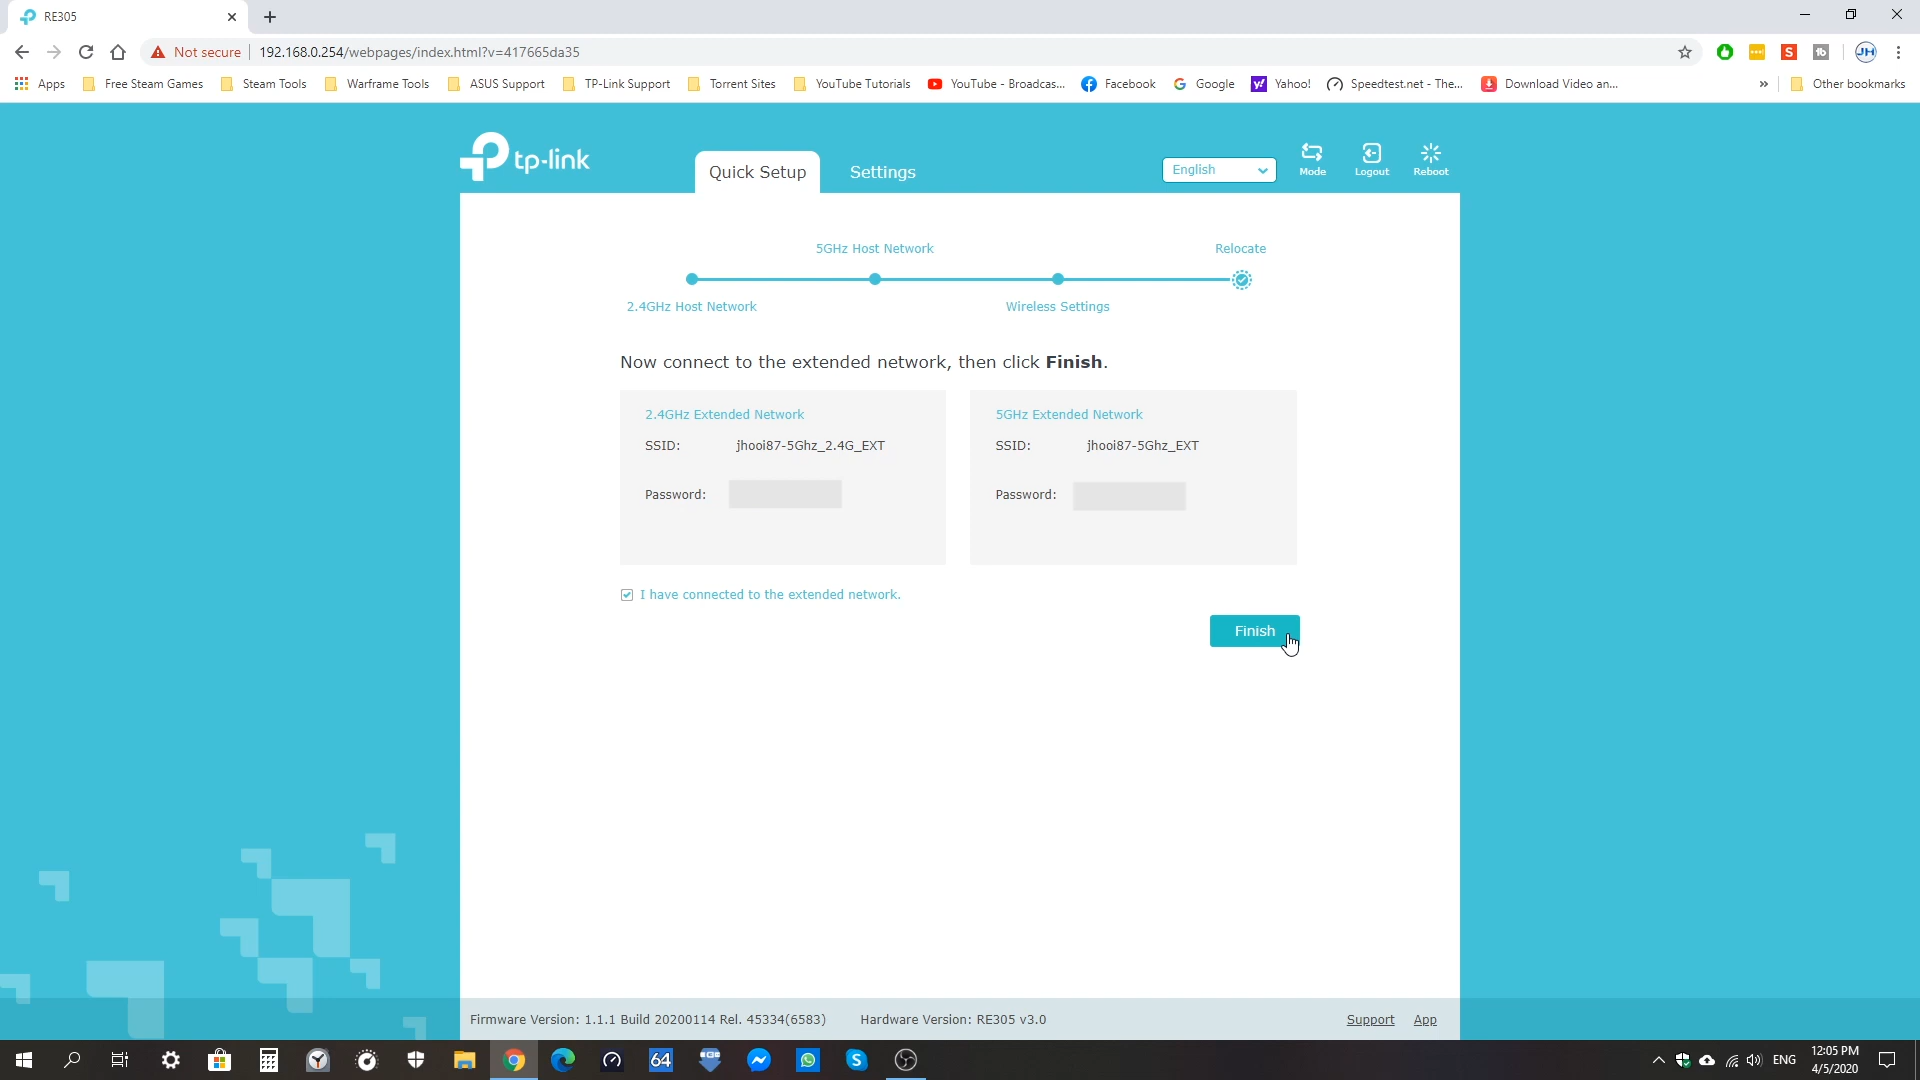 RE305
Not secure
192.168.0.254/webpages/index.html?v=417665da35
JH
Apps
Free Steam Games
Steam Tools
Warframe Tools
ASUS Support
TP-Link Support
Torrent Sites
YouTube Tutorials
YouTube - Broadcas...
Facebook
Google
Yahoo!
Speedtest.net - The...
Download Video an...
»
Other bookmarks
tp-link
Quick Setup
Settings
English
Mode
Logout
Reboot
5GHz Host Network
Relocate
2.4GHz Host Network
Wireless Settings
Now connect to the extended network, then click Finish.
2.4GHz Extended Network
SSID: jhooi87-5Ghz_2.4G_EXT
Password:
5GHz Extended Network
SSID: jhooi87-5Ghz_EXT
Password:
I have connected to the extended network.
Finish
Firmware Version: 1.1.1 Build 20200114 Rel. 45334(6583)
Hardware Version: RE305 v3.0
Support
App
64
ENG
12:05 PM
4/5/2020